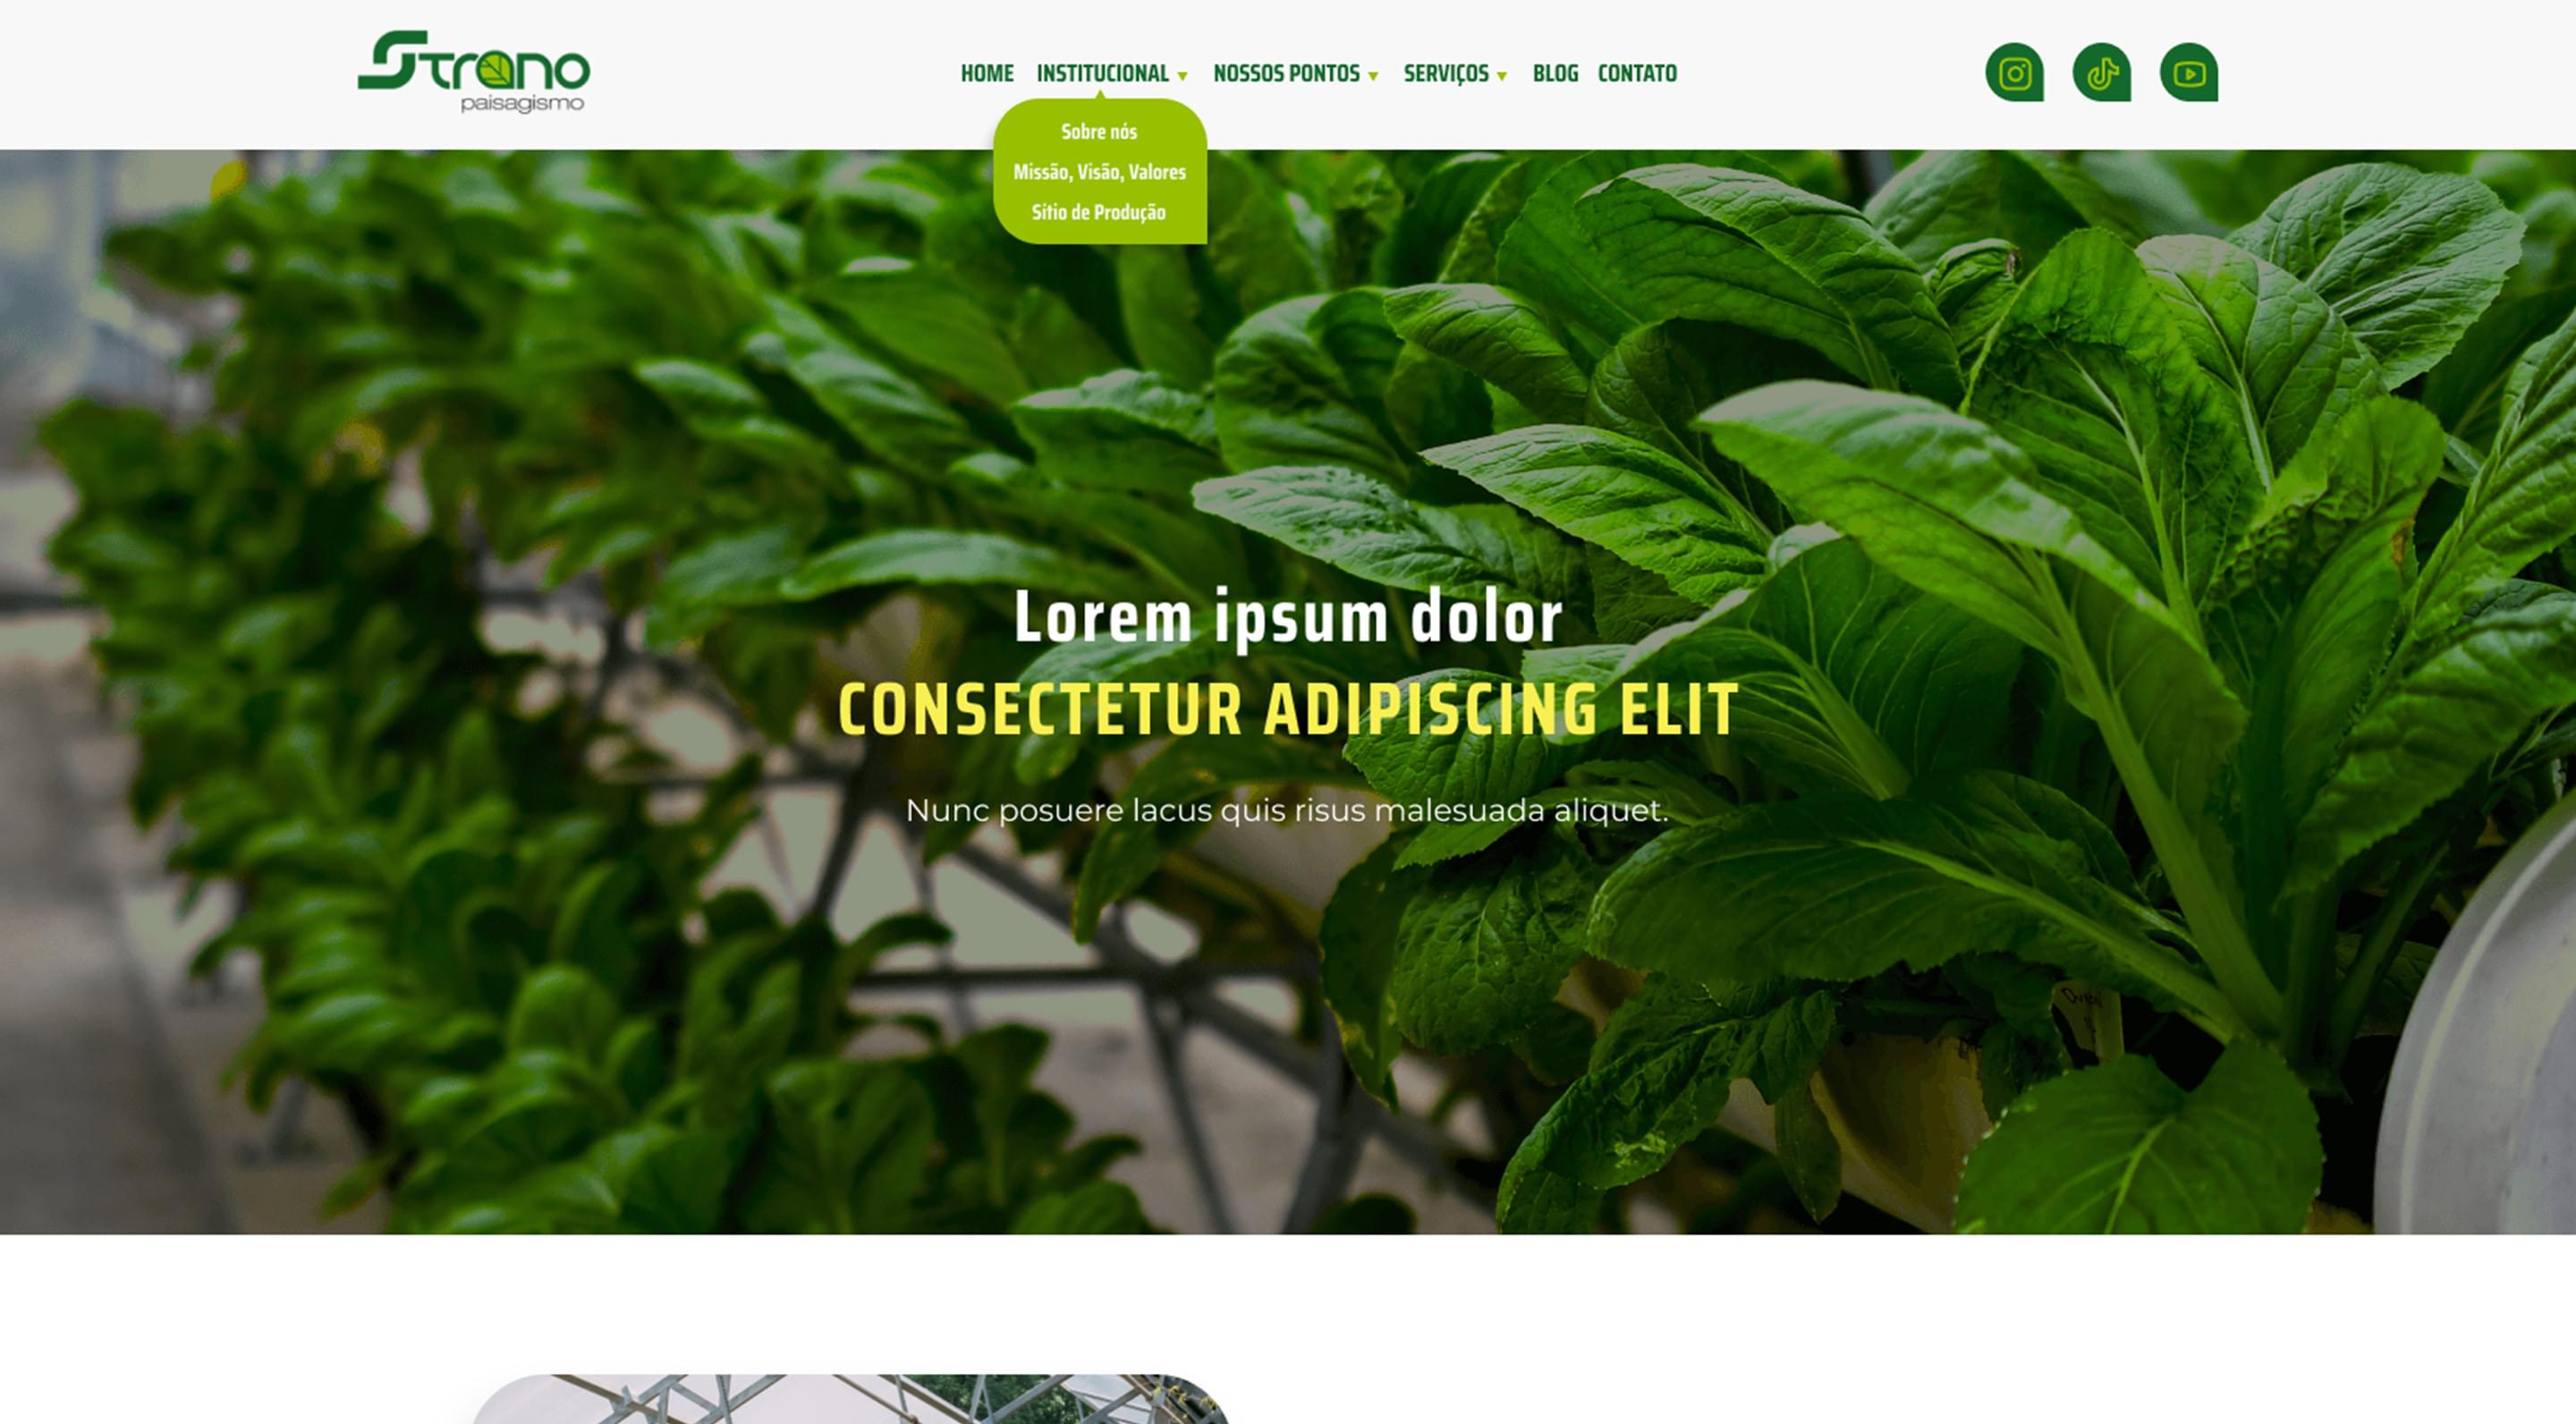 Strano
paisagismo
HOME INSTITUCIONAL NOSSOS PONTOS SERVIÇOS BLOG CONTATO
Sobre nós
Missão, Visão, Valores
Sítio de Produção
Lorem ipsum dolor
CONSECTETUR ADIPISCING ELIT
Nunc posuere lacus quis risus malesuada aliquet.